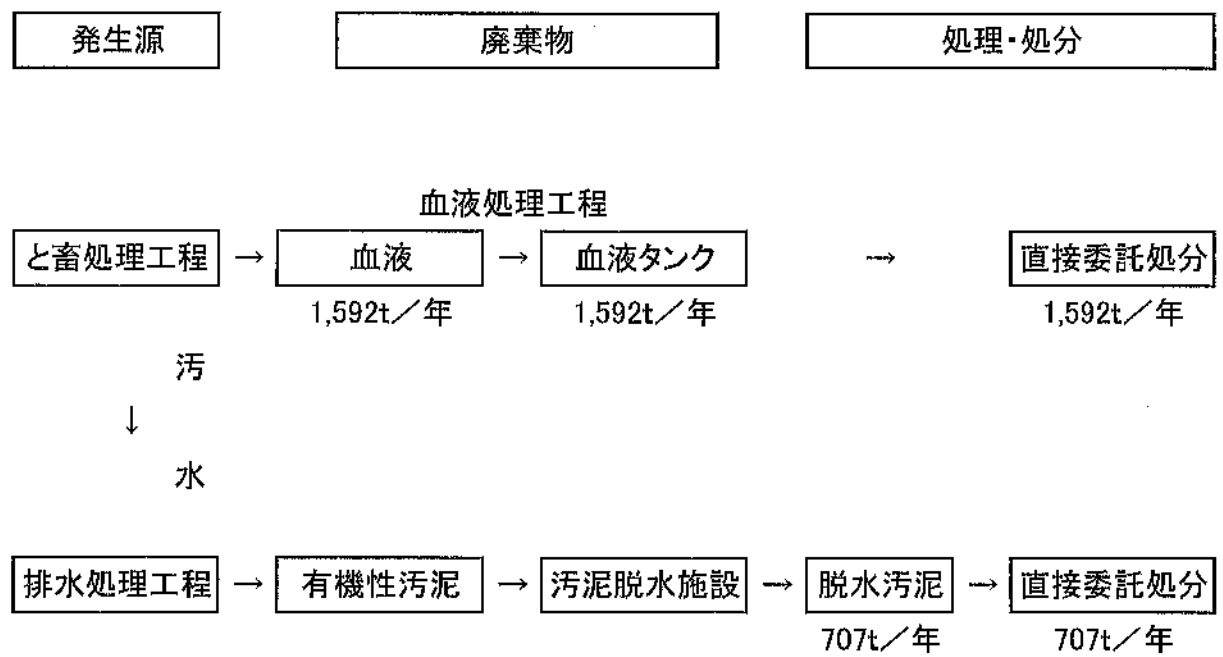 発生源 廃棄物 処理・処分
血液処理工程
と畜処理工程 → 血液 → 血液タンク → 直接委託処分
1,592t／年 1,592t／年 1,592t／年
汚
↓
水
排水処理工程 → 有機性汚泥 → 汚泥脱水施設 → 脱水汚泥 → 直接委託処分
707t／年 707t／年